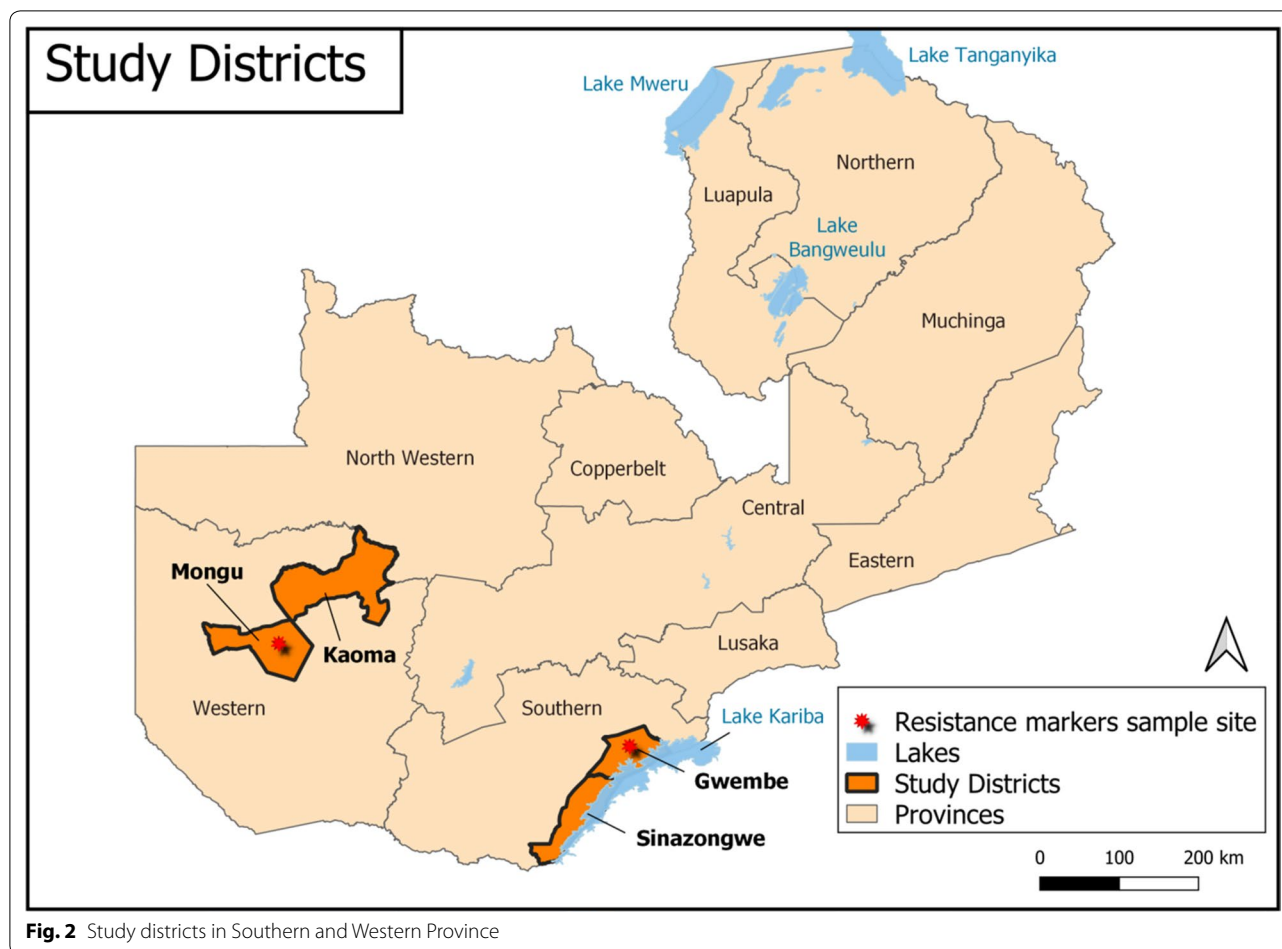 Study Districts
Lake Tanganyika
Lake Mweru
Northern
Luapula
Lake
Bangweulu
Muchinga
North Western
Copperbelt
Central
Eastern
Mongu
Kaoma
Lusaka
Western
Southern
Lake Kariba
Gwembe
Sinazongwe
Resistance markers sample site
Lakes
Study Districts
Provinces
0 100 200 km
Fig. 2 Study districts in Southern and Western Province